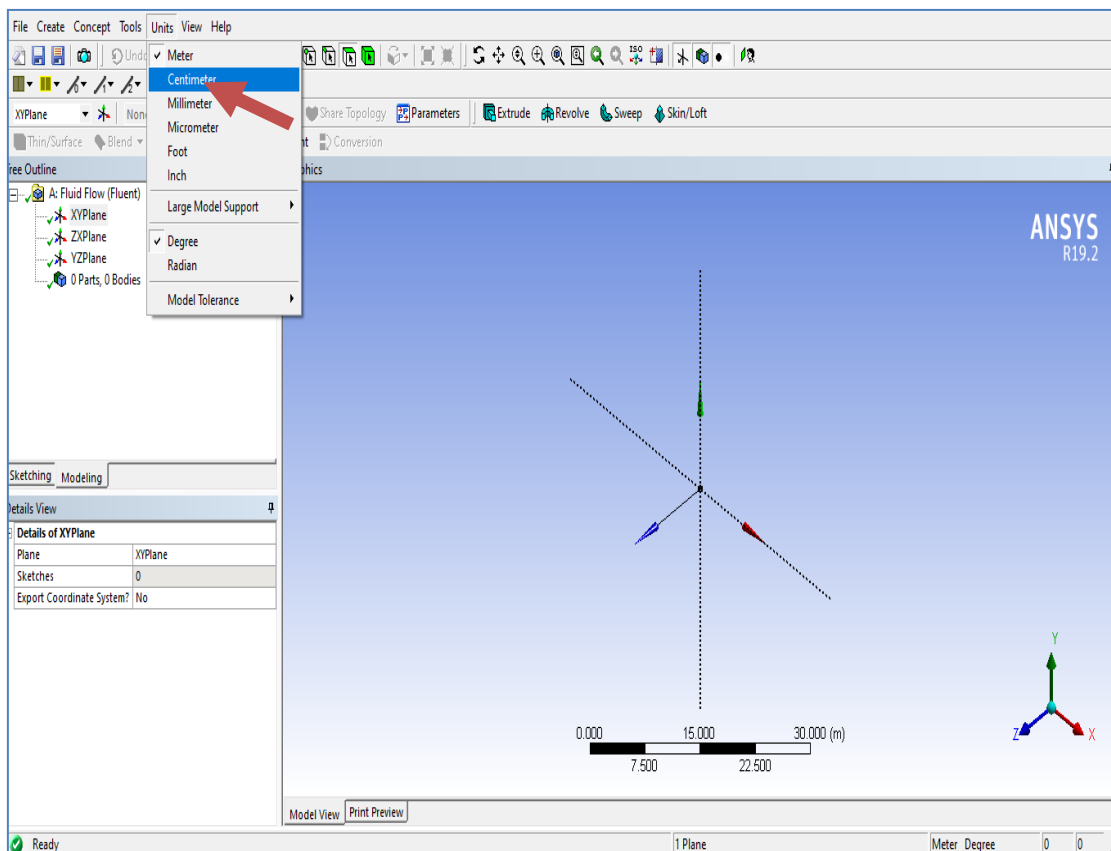 File Create Concept Tools Units View Help
Undo
Meter
Centimeter
Millimeter
Micrometer
Foot
Inch
Large Model Support
Degree
Radian
Model Tolerance
XYPlane
Share Topology Parameters Extrude Revolve Sweep Skin/Loft
Thin/Surface Blend Conversion
Tree Outline
A: Fluid Flow (Fluent)
XYPlane
ZXPlane
YZPlane
0 Parts, 0 Bodies
Sketching Modeling
Details View
Details of XYPlane
Plane XYPlane
Sketches 0
Export Coordinate System? No
ANSYS
R19.2
0.000 15.000 30.000 (m)
7.500 22.500
Y
Z X
ISO
Model View Print Preview
Ready 1 Plane Meter Degree 0 0